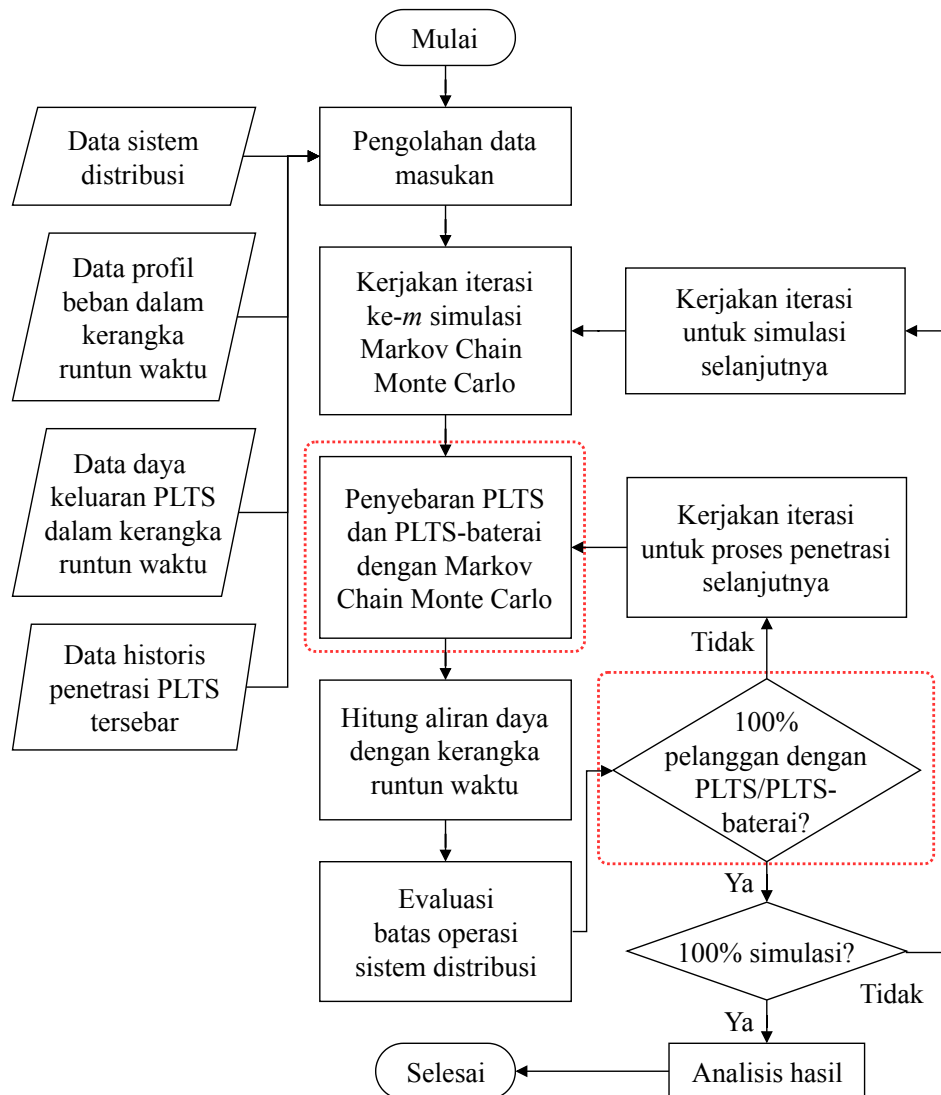 Mulai
Data sistem
distribusi
Pengolahan data
masukan
Data profil
beban dalam
kerangka
runtun waktu
Kerjakan iterasi
ke-m simulasi
Markov Chain
Monte Carlo
Kerjakan iterasi
untuk simulasi
selanjutnya
Data daya
keluaran PLTS
dalam kerangka
runtun waktu
Penyebaran PLTS
dan PLTS-baterai
dengan Markov
Chain Monte Carlo
Kerjakan iterasi
untuk proses penetrasi
selanjutnya
Tidak
Data historis
penetrasi PLTS
tersebar
Hitung aliran daya
dengan kerangka
runtun waktu
100%
pelanggan dengan
PLTS/PLTS-
baterai?
Ya
Evaluasi
batas operasi
sistem distribusi
100% simulasi?
Tidak
Ya
Selesai
Analisis hasil